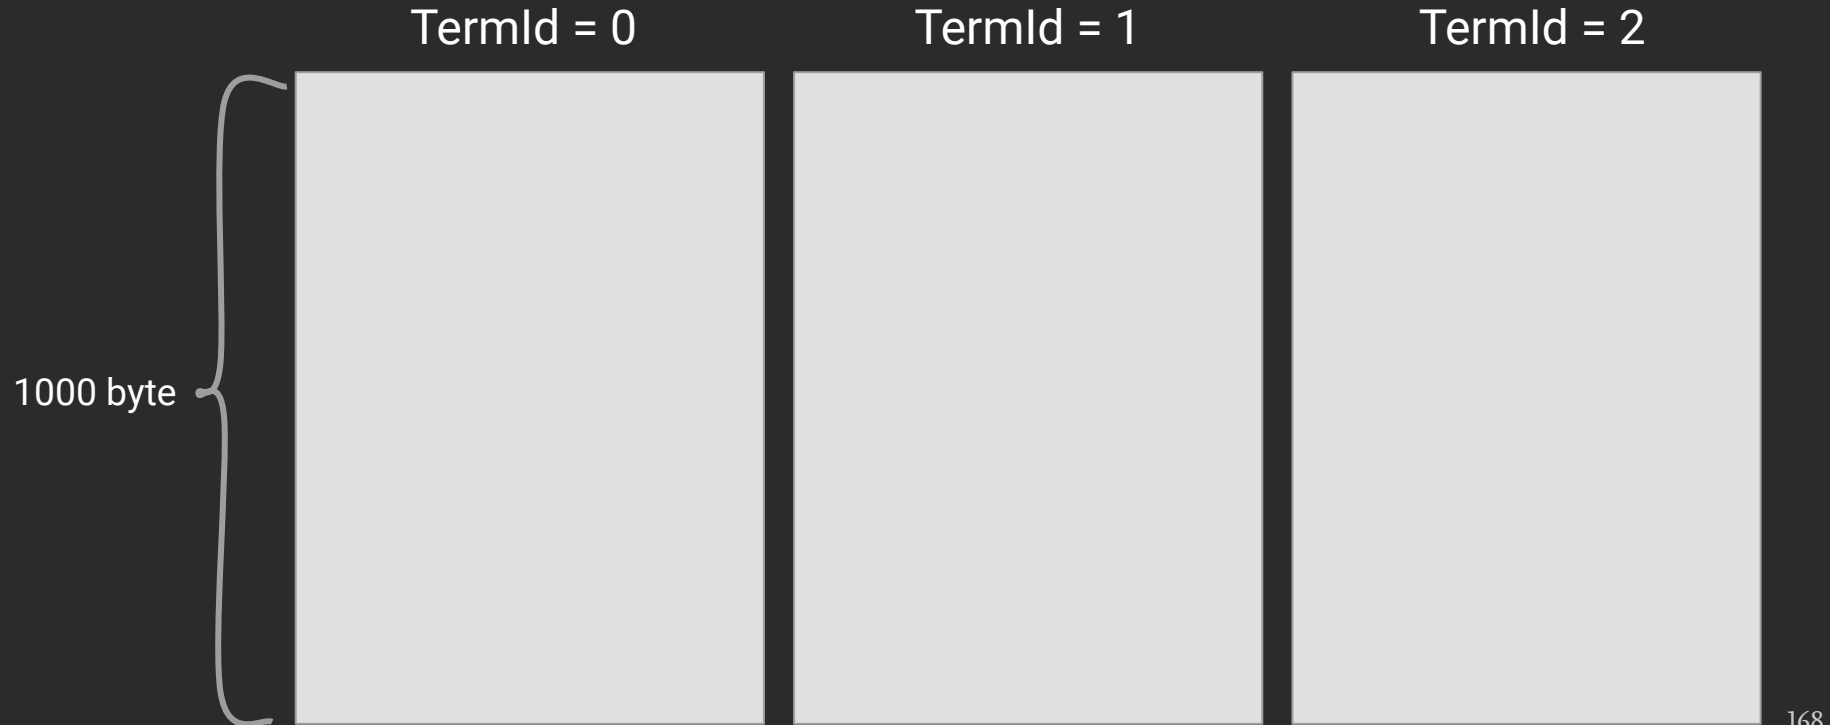 TermId = 0
TermId = 1
TermId = 2
1000 byte
168